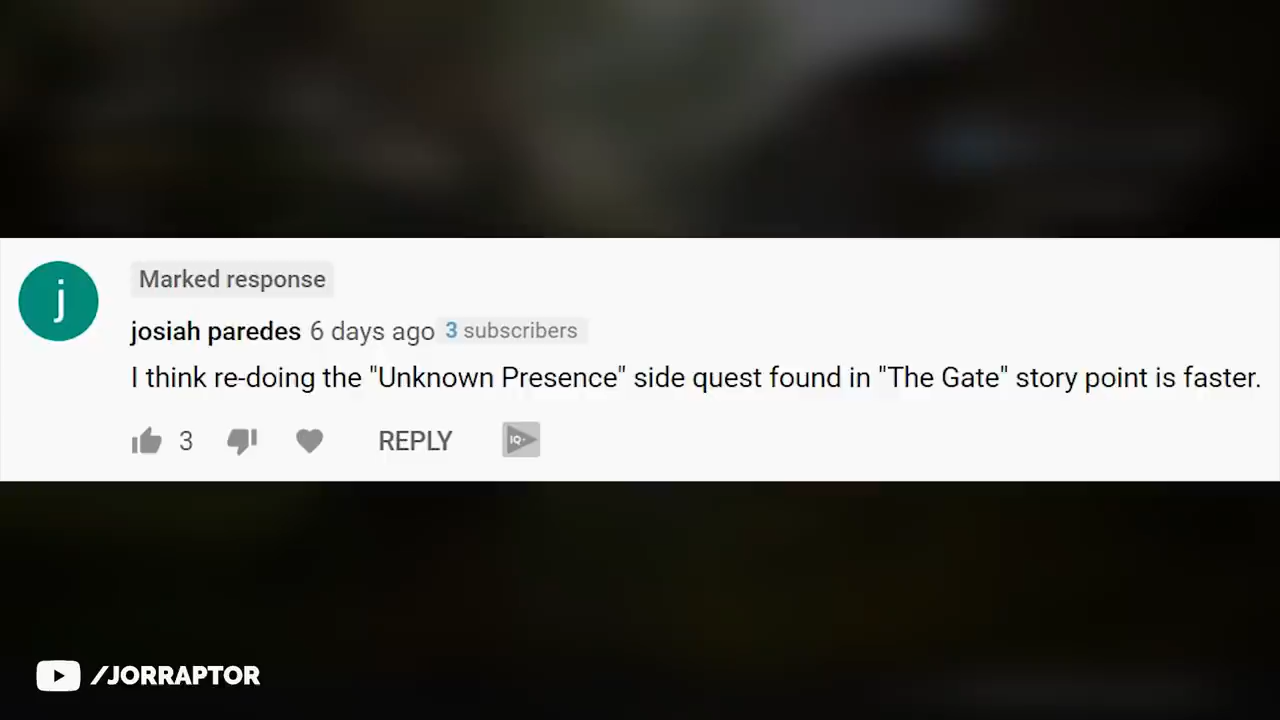 j
Marked response
josiah paredes 6 days ago 3 subscribers
I think re-doing the "Unknown Presence" side quest found in "The Gate" story point is faster.
3 REPLY IQ
/JORRAPTOR